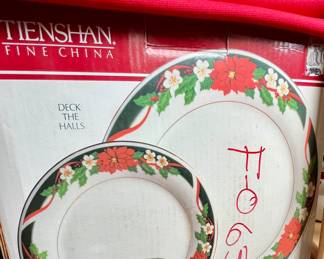 TIENSHAN.
FINE CHINA
DECK
THE
HALLS